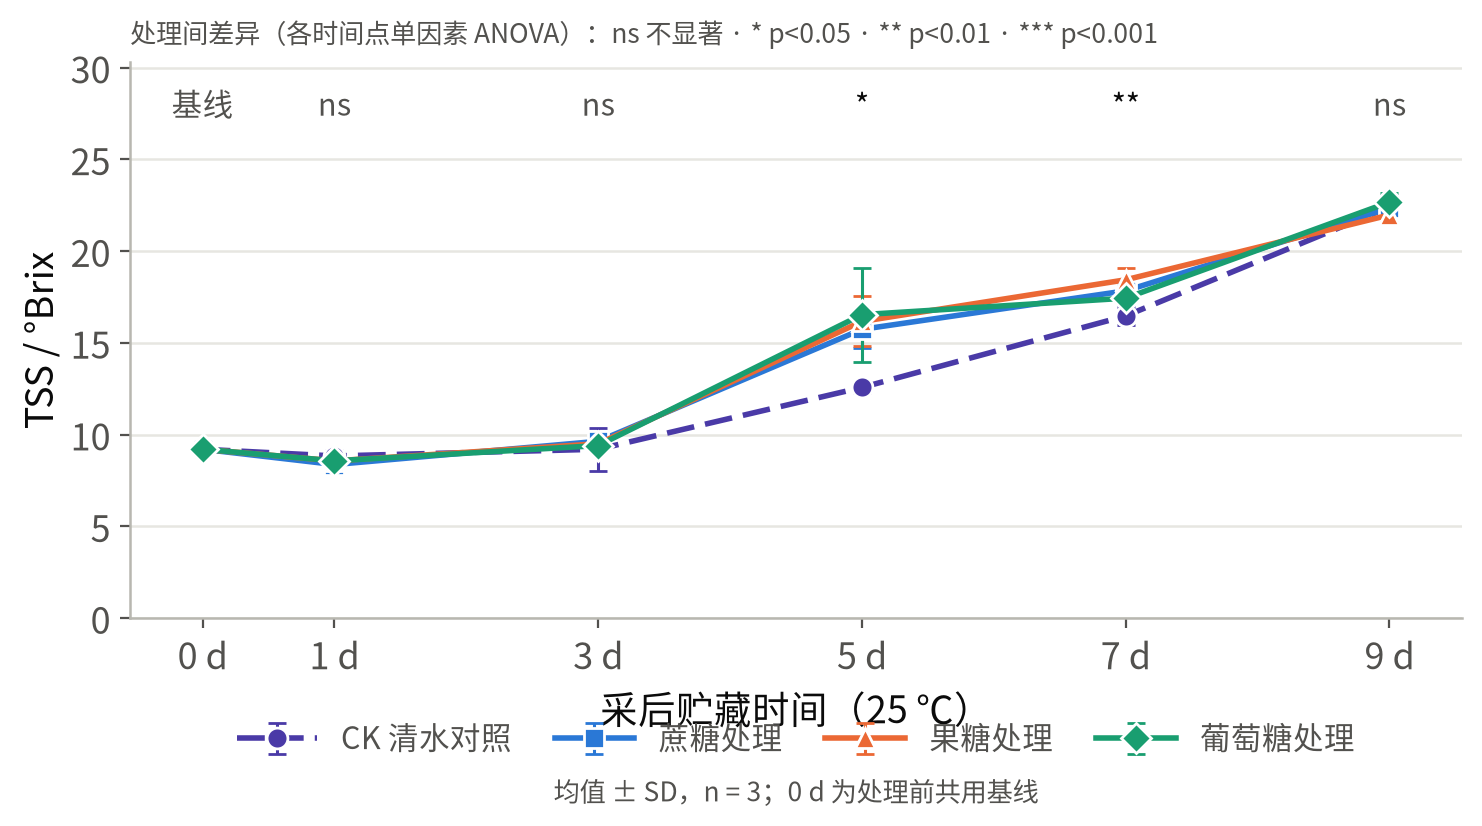 处理间差异（各时间点单因素 ANOVA）：ns 不显著 · * p<0.05 · ** p<0.01 · *** p<0.001
30
基线 ns ns * ** ns
25
20
15
10
5
0
TSS / °Brix
0 d 1 d 3 d 5 d 7 d 9 d
采后贮藏时间（25 °C）
CK 清水对照 蔗糖处理 果糖处理 葡萄糖处理
均值 ± SD，n = 3；0 d 为处理前共用基线